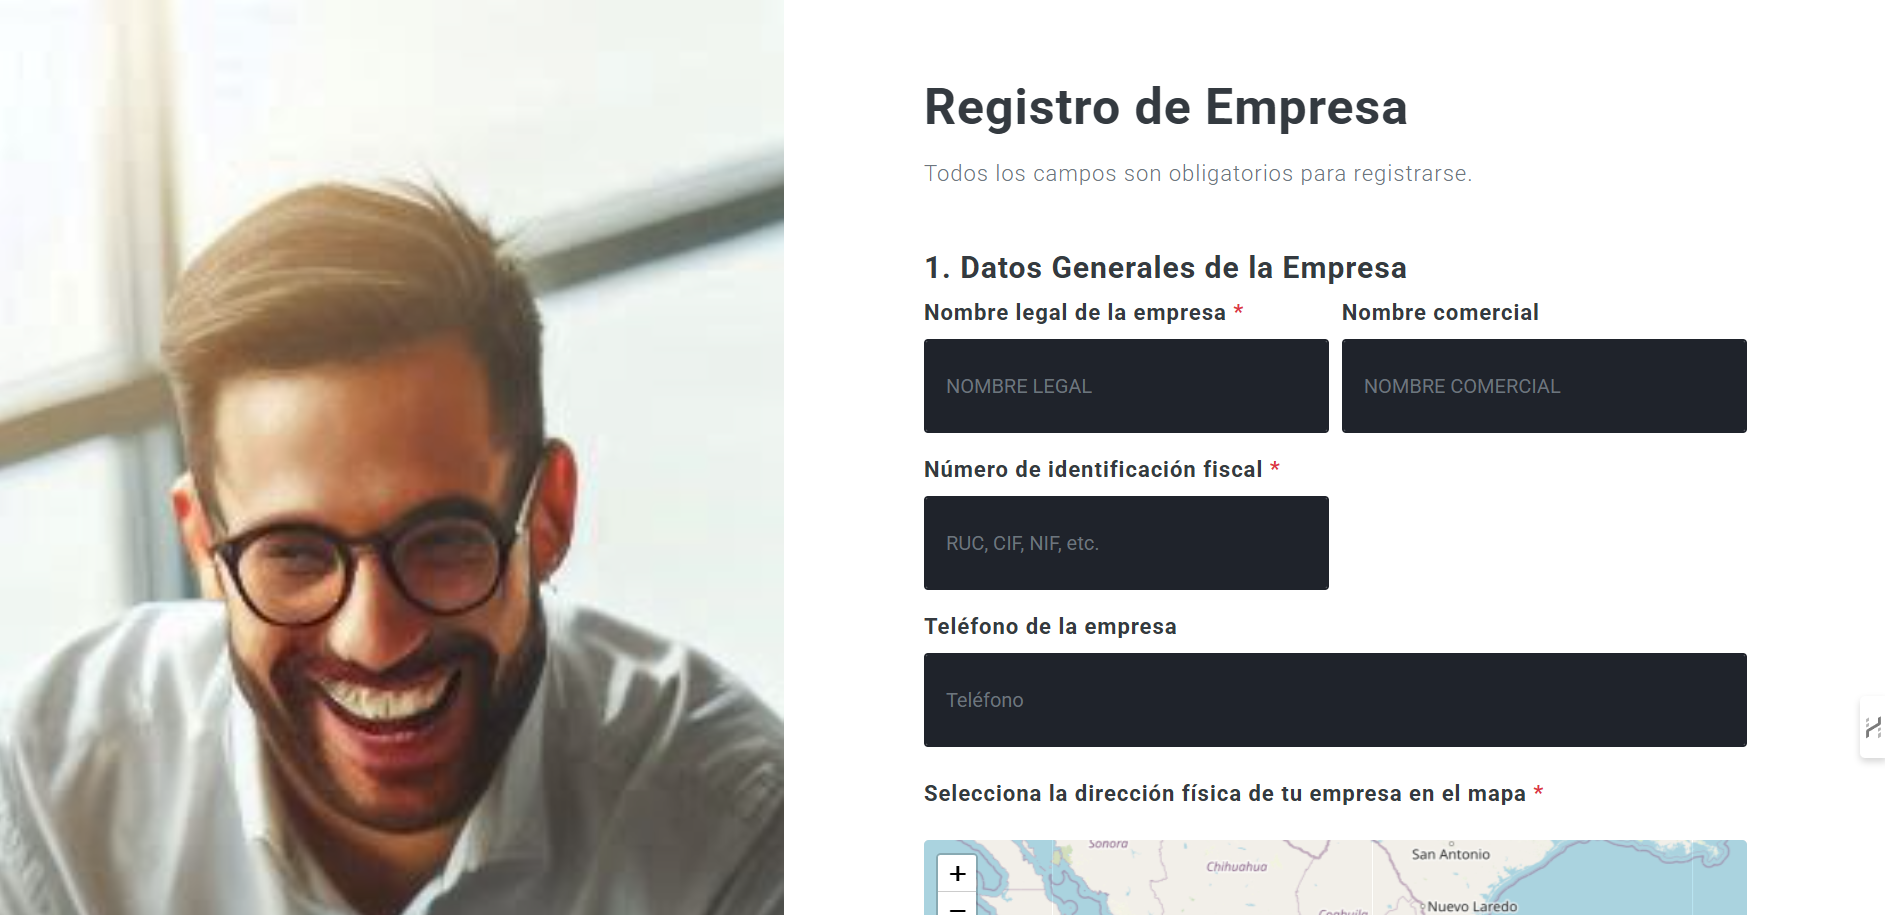 Registro de Empresa
Todos los campos son obligatorios para registrarse.
1. Datos Generales de la Empresa
Nombre legal de la empresa *
Nombre comercial
NOMBRE LEGAL
NOMBRE COMERCIAL
Número de identificación fiscal *
RUC, CIF, NIF, etc.
Teléfono de la empresa
Teléfono
Selecciona la dirección física de tu empresa en el mapa *
+
−
Sonora
Chihuahua
San Antonio
Nuevo Laredo
Coahuila